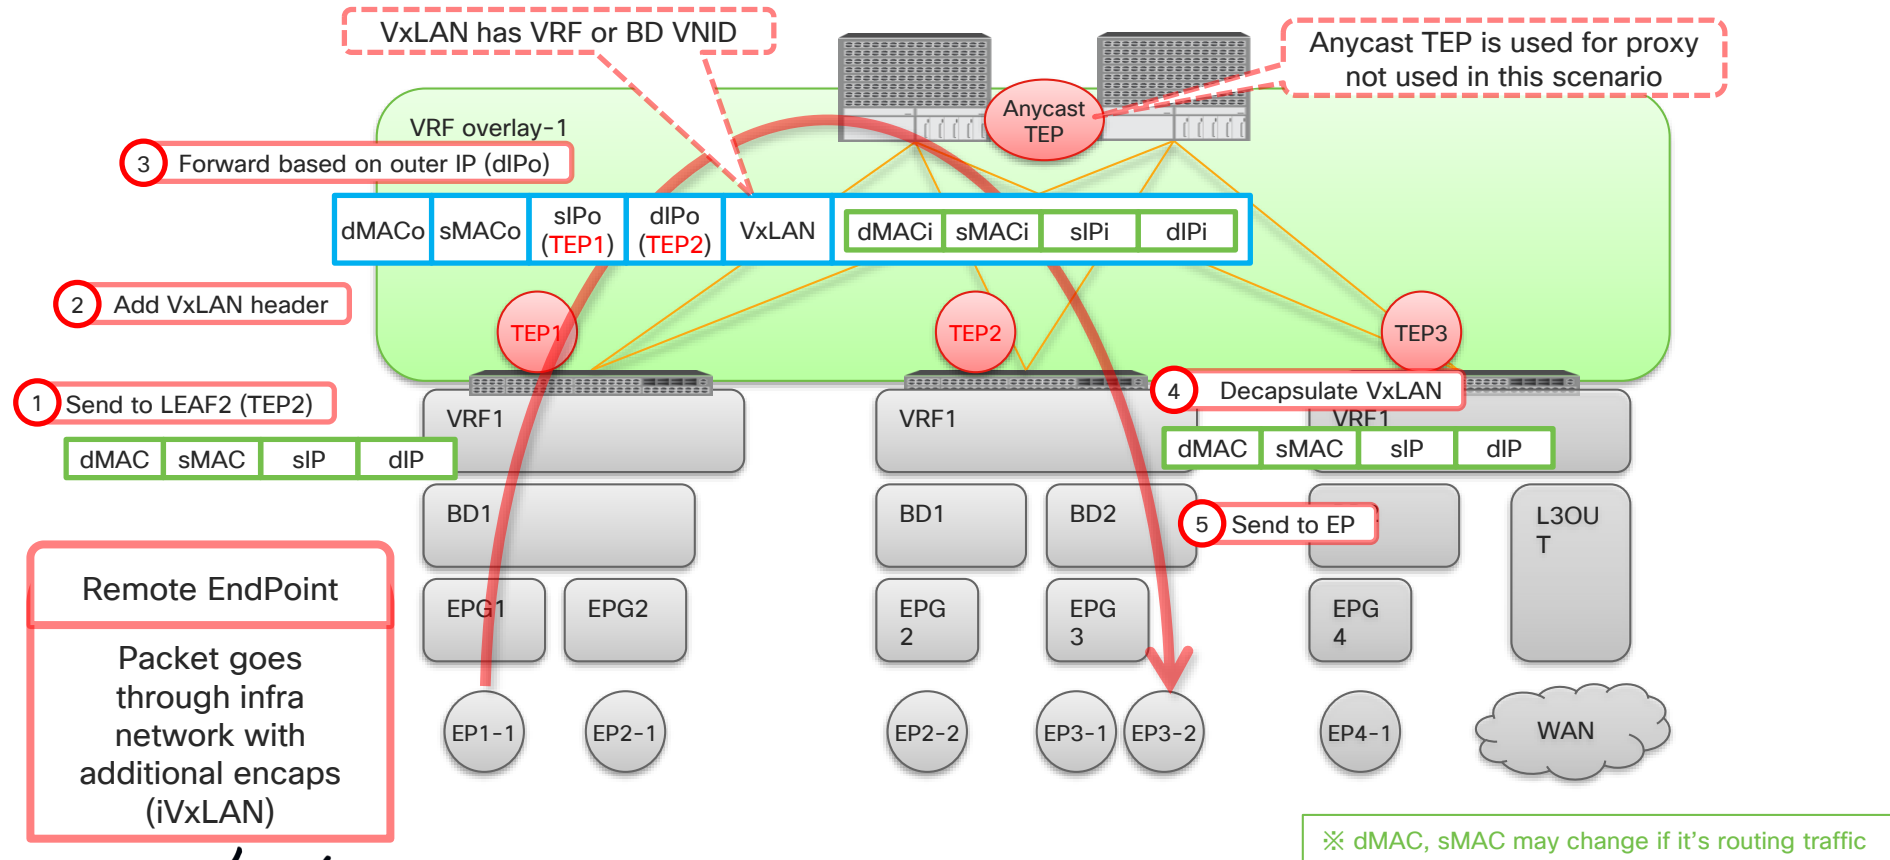 VxLAN has VRF or BD VNID
Anycast TEP is used for proxy
not used in this scenario
Anycast
TEP
VRF overlay-1
3 Forward based on outer IP (dIPo)
dMACo
sMACo
sIPo
(TEP1)
dIPo
(TEP2)
VxLAN
dMACi
sMACi
sIPi
dIPi
2 Add VxLAN header
TEP1
TEP2
TEP3
1 Send to LEAF2 (TEP2)
4 Decapsulate VxLAN
VRF1
VRF1
VRF1
dMAC
sMAC
sIP
dIP
dMAC
sMAC
sIP
dIP
BD1
BD1
BD2
5 Send to EP
L3OU
T
Remote EndPoint
Packet goes
through infra
network with
additional encaps
(iVxLAN)
EPG1
EPG2
EPG
2
EPG
3
EPG
4
EP1-1
EP2-1
EP2-2
EP3-1
EP3-2
EP4-1
WAN
※ dMAC, sMAC may change if it's routing traffic